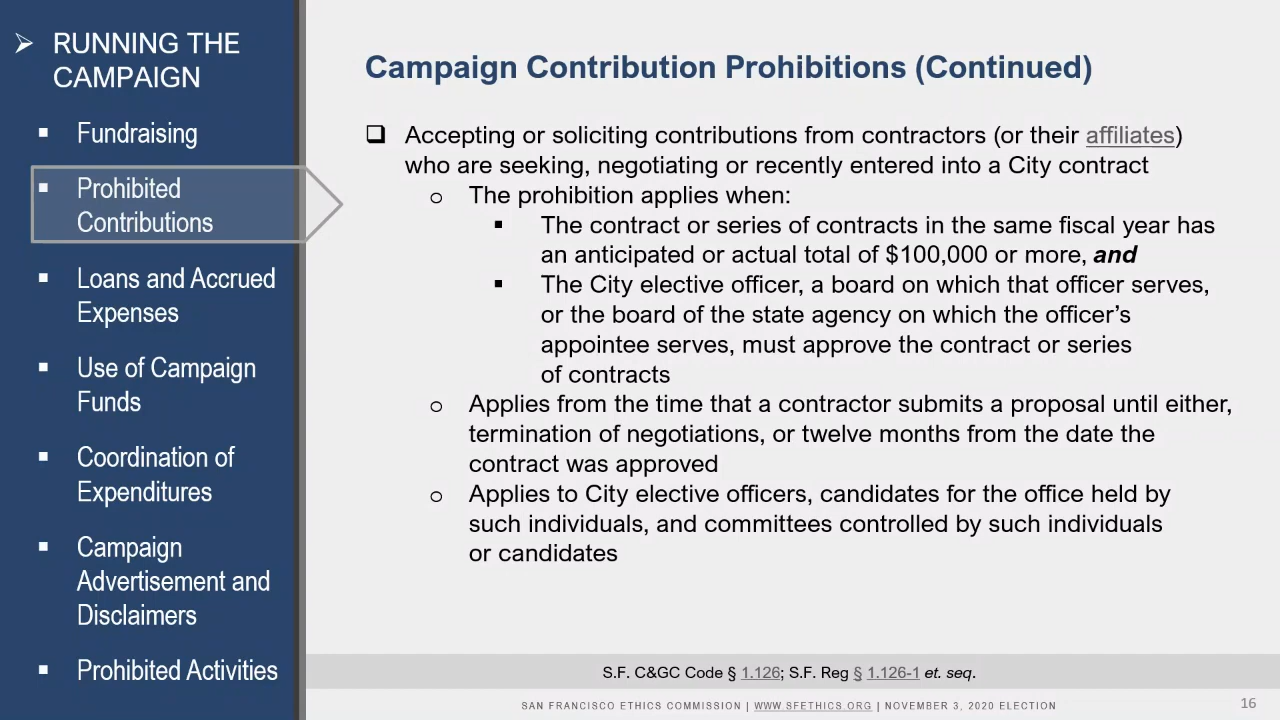 ➢ RUNNING THE
CAMPAIGN
▪ Fundraising
▪ Prohibited
Contributions
▪ Loans and Accrued
Expenses
▪ Use of Campaign
Funds
▪ Coordination of
Expenditures
▪ Campaign
Advertisement and
Disclaimers
▪ Prohibited Activities
Campaign Contribution Prohibitions (Continued)
❑ Accepting or soliciting contributions from contractors (or their affiliates)
who are seeking, negotiating or recently entered into a City contract
o The prohibition applies when:
▪ The contract or series of contracts in the same fiscal year has
an anticipated or actual total of $100,000 or more, and
▪ The City elective officer, a board on which that officer serves,
or the board of the state agency on which the officer’s
appointee serves, must approve the contract or series
of contracts
o Applies from the time that a contractor submits a proposal until either,
termination of negotiations, or twelve months from the date the
contract was approved
o Applies to City elective officers, candidates for the office held by
such individuals, and committees controlled by such individuals
or candidates
S.F. C&GC Code § 1.126; S.F. Reg § 1.126-1 et. seq.
SAN FRANCISCO ETHICS COMMISSION | WWW.SFETHICS.ORG | NOVEMBER 3, 2020 ELECTION
16